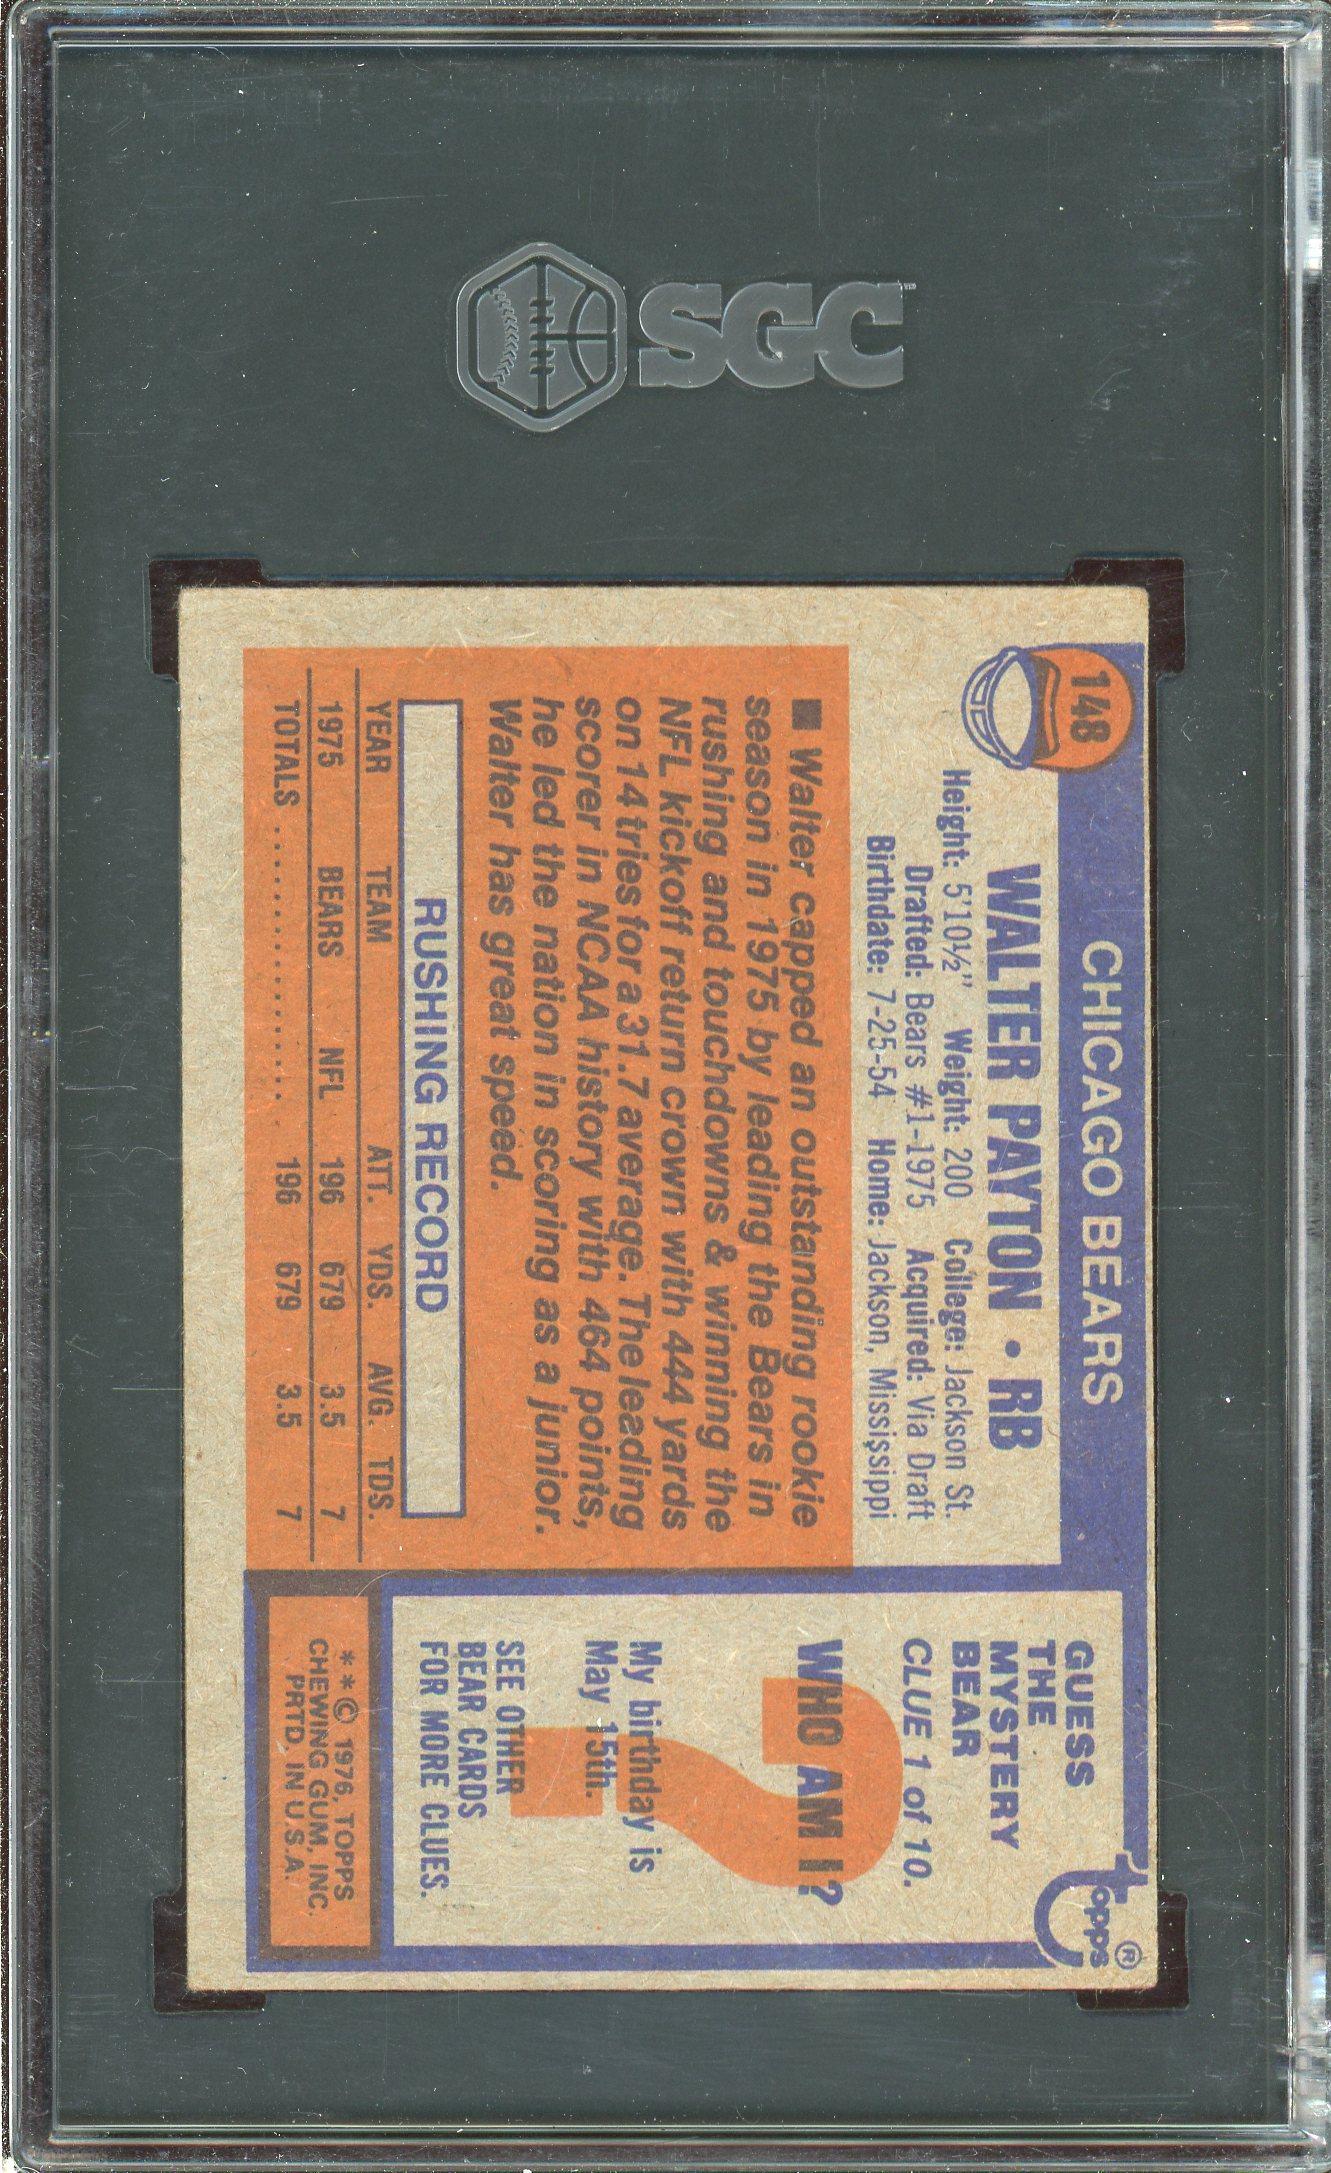 SGC
148
CHICAGO BEARS
WALTER PAYTON • RB
Height: 5'10½" Weight: 200 College: Jackson St.
Drafted: Bears #1-1975 Acquired: Via Draft
Birthdate: 7-25-54 Home: Jackson, Mississippi
■ Walter capped an outstanding rookie
season in 1975 by leading the Bears in
rushing and touchdowns & winning the
NFL kickoff return crown with 444 yards
on 14 tries for a 31.7 average. The leading
scorer in NCAA history with 464 points,
he led the nation in scoring as a junior.
Walter has great speed.
RUSHING RECORD
YEAR TEAM ATT. YDS. AVG. TDS.
1975 BEARS NFL 196 679 3.5 7
TOTALS .................... 196 679 3.5 7
topps®
GUESS
THE
MYSTERY
BEAR
CLUE 1 of 10.
WHO AM I?
My birthday is
May 15th.
SEE OTHER
BEAR CARDS
FOR MORE CLUES.
**© 1976, TOPPS
CHEWING GUM, INC.
PRTD. IN U.S.A.